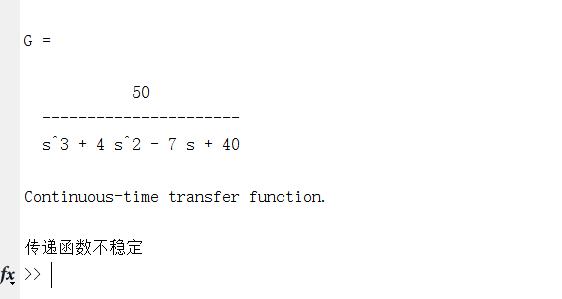 G =
50
----------------------
s^3 + 4 s^2 - 7 s + 40
Continuous-time transfer function.
传递函数不稳定
fx >>